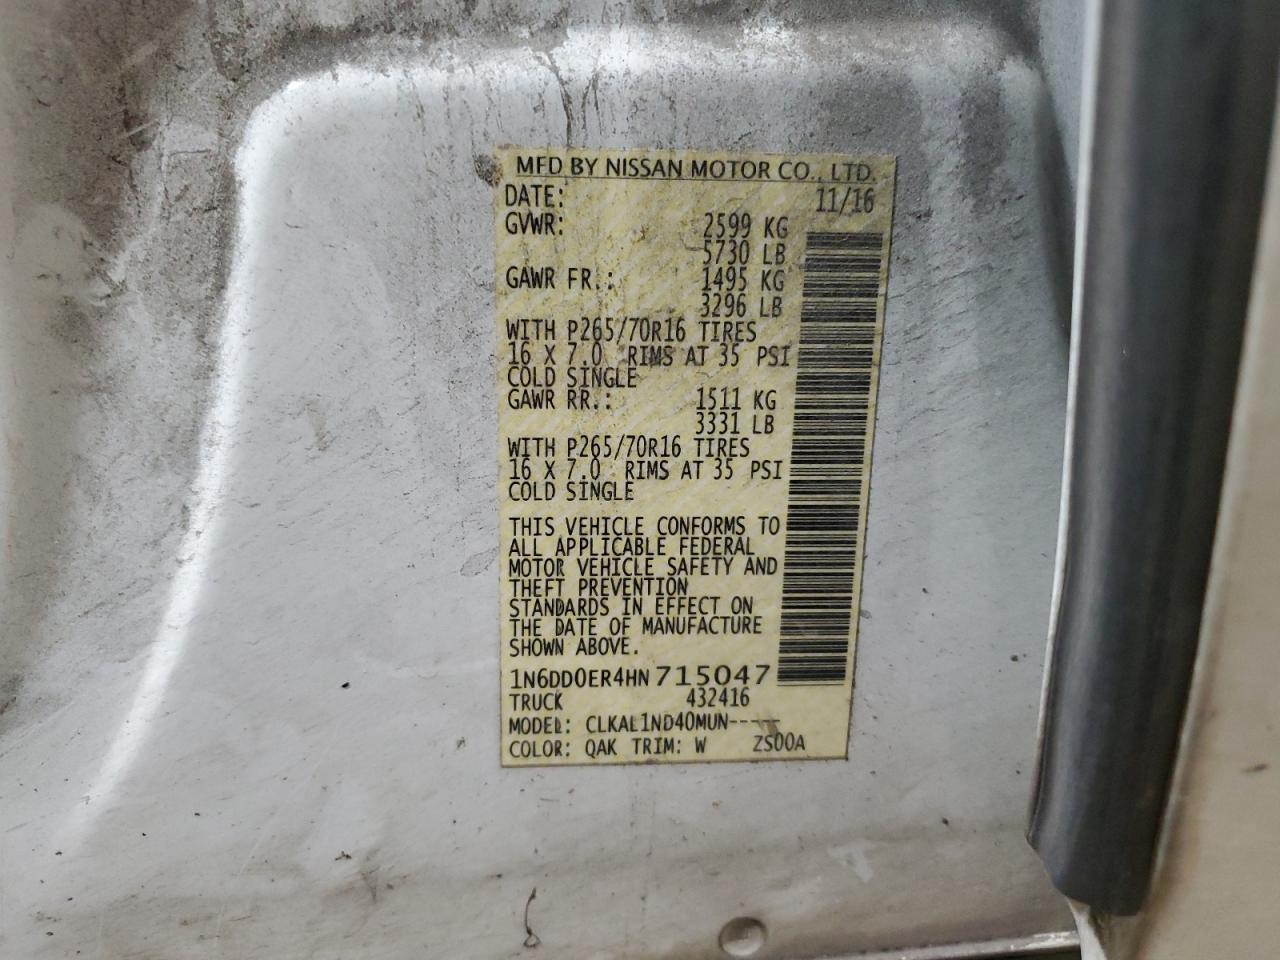 MFD BY NISSAN MOTOR CO., LTD.
DATE: 11/16
GVWR: 2599 KG
5730 LB
GAWR FR.: 1495 KG
3296 LB
WITH P265/70R16 TIRES
16 X 7.0 RIMS AT 35 PSI
COLD SINGLE
GAWR RR.: 1511 KG
3331 LB
WITH P265/70R16 TIRES
16 X 7.0 RIMS AT 35 PSI
COLD SINGLE
THIS VEHICLE CONFORMS TO
ALL APPLICABLE FEDERAL
MOTOR VEHICLE SAFETY AND
THEFT PREVENTION
STANDARDS IN EFFECT ON
THE DATE OF MANUFACTURE
SHOWN ABOVE.
1N6DD0ER4HN715047
TRUCK 432416
MODEL: CLKAL1ND40MUN-----
COLOR: QAK TRIM: W ZS00A